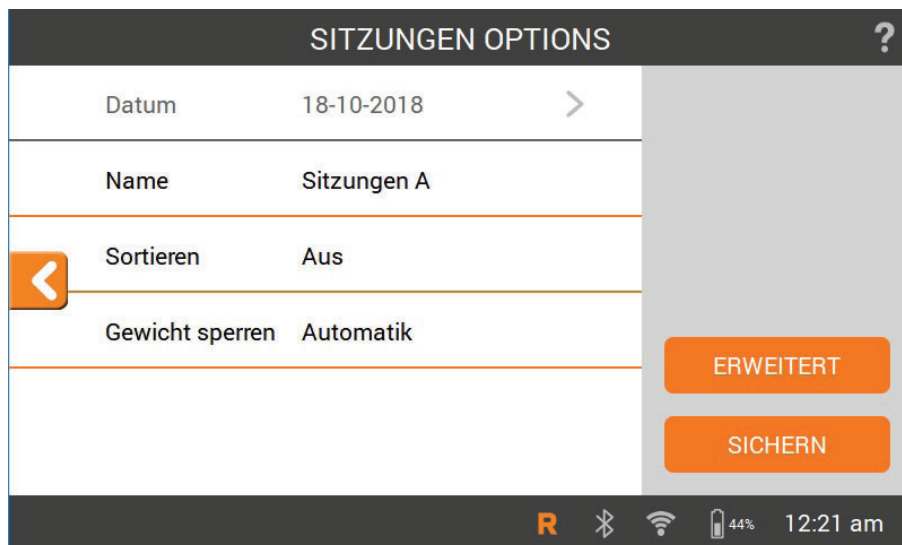 SITZUNGEN OPTIONS ?
Datum 18-10-2018
Name Sitzungen A
Sortieren Aus
Gewicht sperren Automatik
ERWEITERT
SICHERN
R 44% 12:21 am